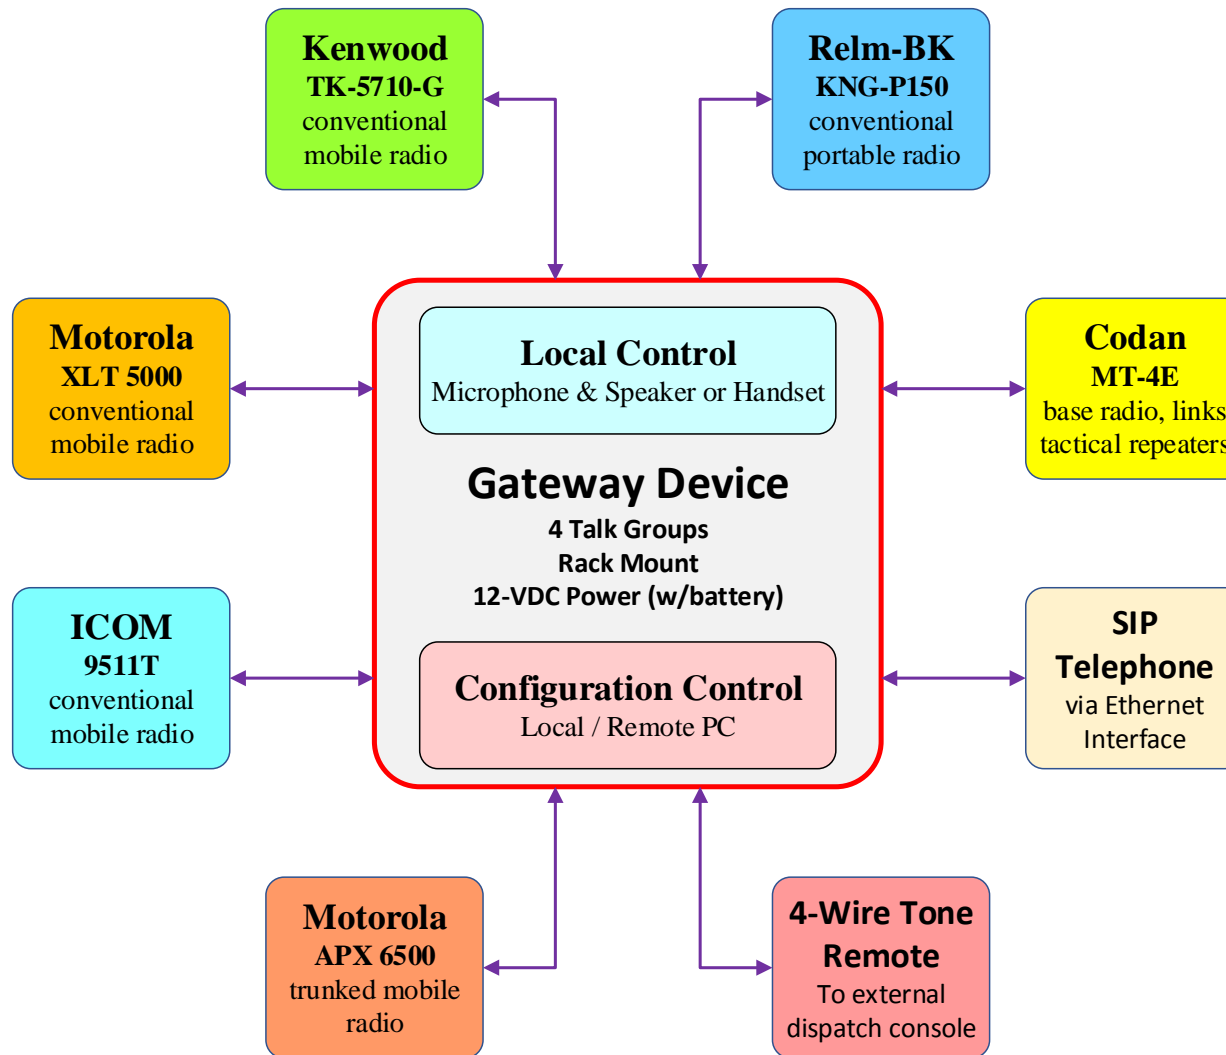 Kenwood
TK-5710-G
conventional
mobile radio
Relm-BK
KNG-P150
conventional
portable radio
Motorola
XLT 5000
conventional
mobile radio
Local Control
Microphone & Speaker or Handset
Codan
MT-4E
base radio, links
tactical repeaters
Gateway Device
4 Talk Groups
Rack Mount
12-VDC Power (w/battery)
ICOM
9511T
conventional
mobile radio
Configuration Control
Local / Remote PC
SIP
Telephone
via Ethernet
Interface
Motorola
APX 6500
trunked mobile
radio
4-Wire Tone
Remote
To external
dispatch console